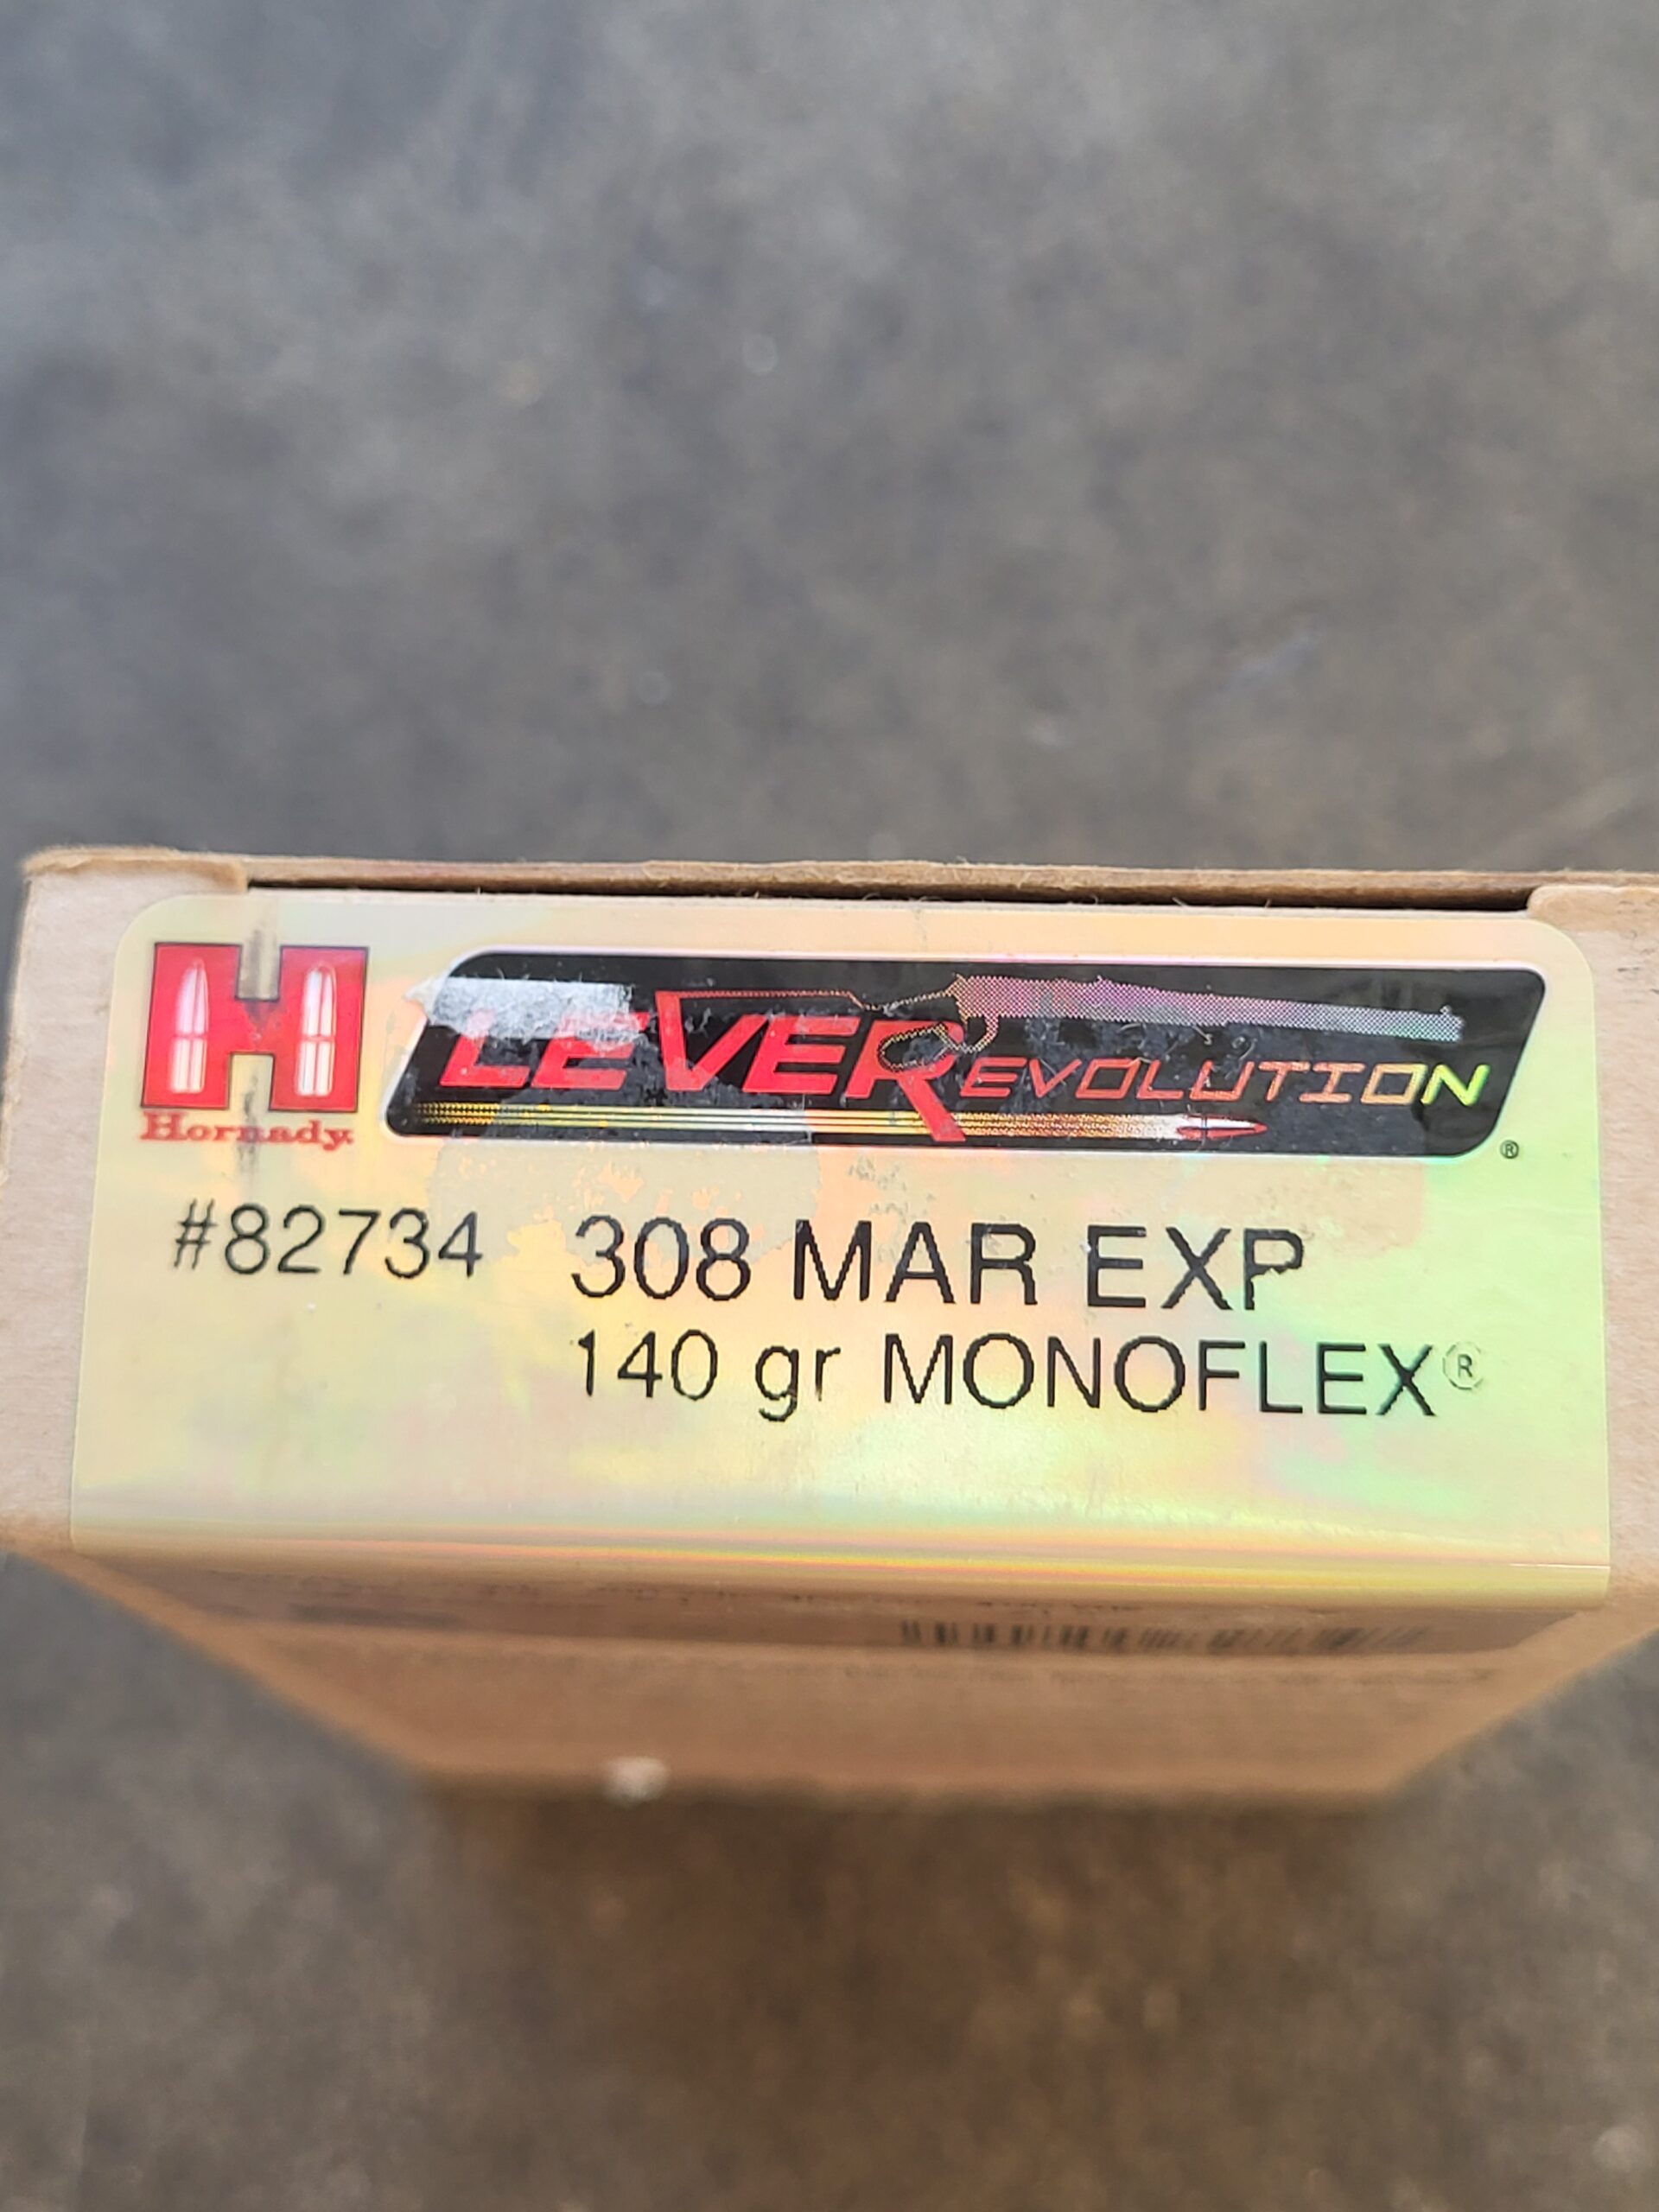 Hornady.
LEVEREVOLUTION®
#82734 308 MAR EXP
140 gr MONOFLEX®